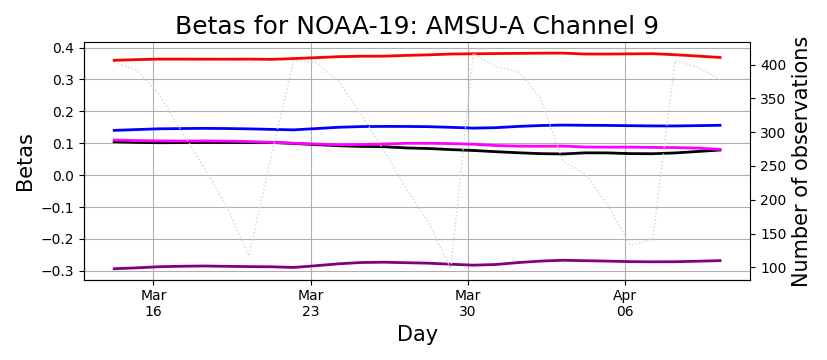 Betas for NOAA-19: AMSU-A Channel 9
Betas
0.4
0.3
0.2
0.1
0.0
−0.1
−0.2
−0.3
400
350
300
250
200
150
100
Number of observations
Mar
16
Mar
23
Mar
30
Apr
06
Day